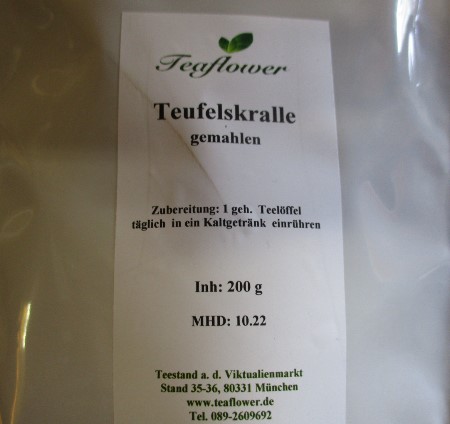 Teaflower
Teufelskralle
gemahlen
Zubereitung: 1 geh. Teelöffel
täglich in ein Kaltgetränk einrühren
Inh: 200 g
MHD: 10.22
Teestand a. d. Viktualienmarkt
Stand 35-36, 80331 München
www.teaflower.de
Tel. 089-2609692